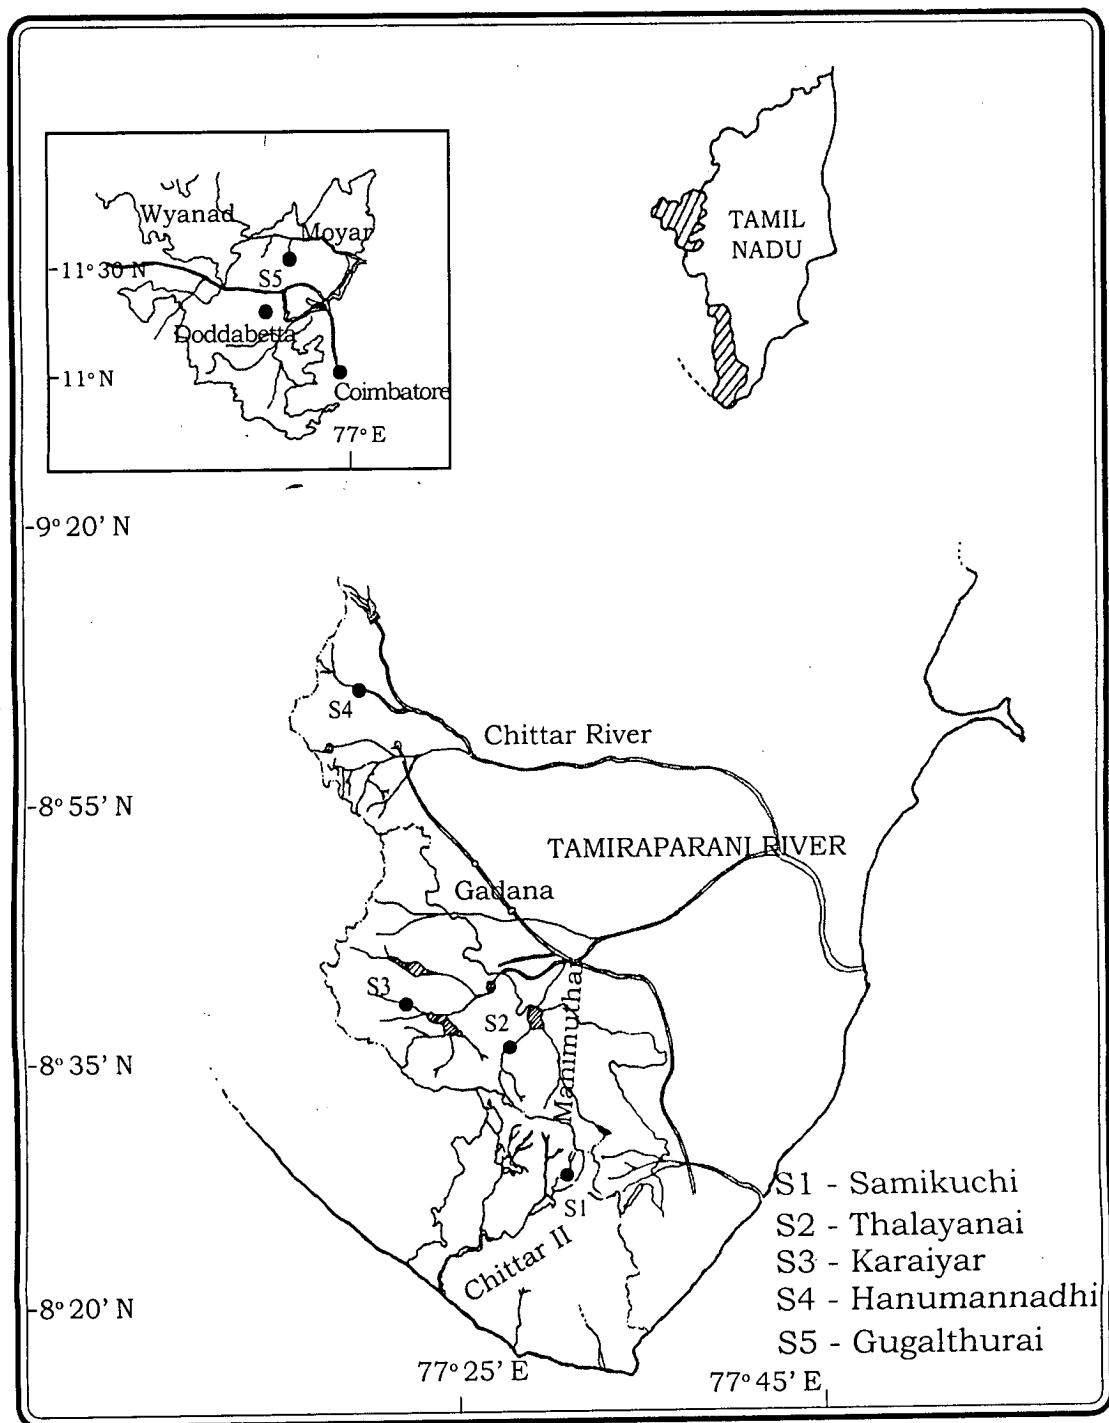 TAMIL
NADU
Wyanad
Moyar
-11°30 N
S5
Doddabetta
-11°N
Coimbatore
77°E
-9°20' N
S4
Chittar River
-8°55' N
TAMIRAPARANI RIVER
Gadana
S3
S2
Manimuthar
-8°35' N
S1
Chittar II
S1 - Samikuchi
S2 - Thalayanai
S3 - Karaiyar
S4 - Hanumannadhi
S5 - Gugalthurai
-8°20' N
77°25' E
77°45' E